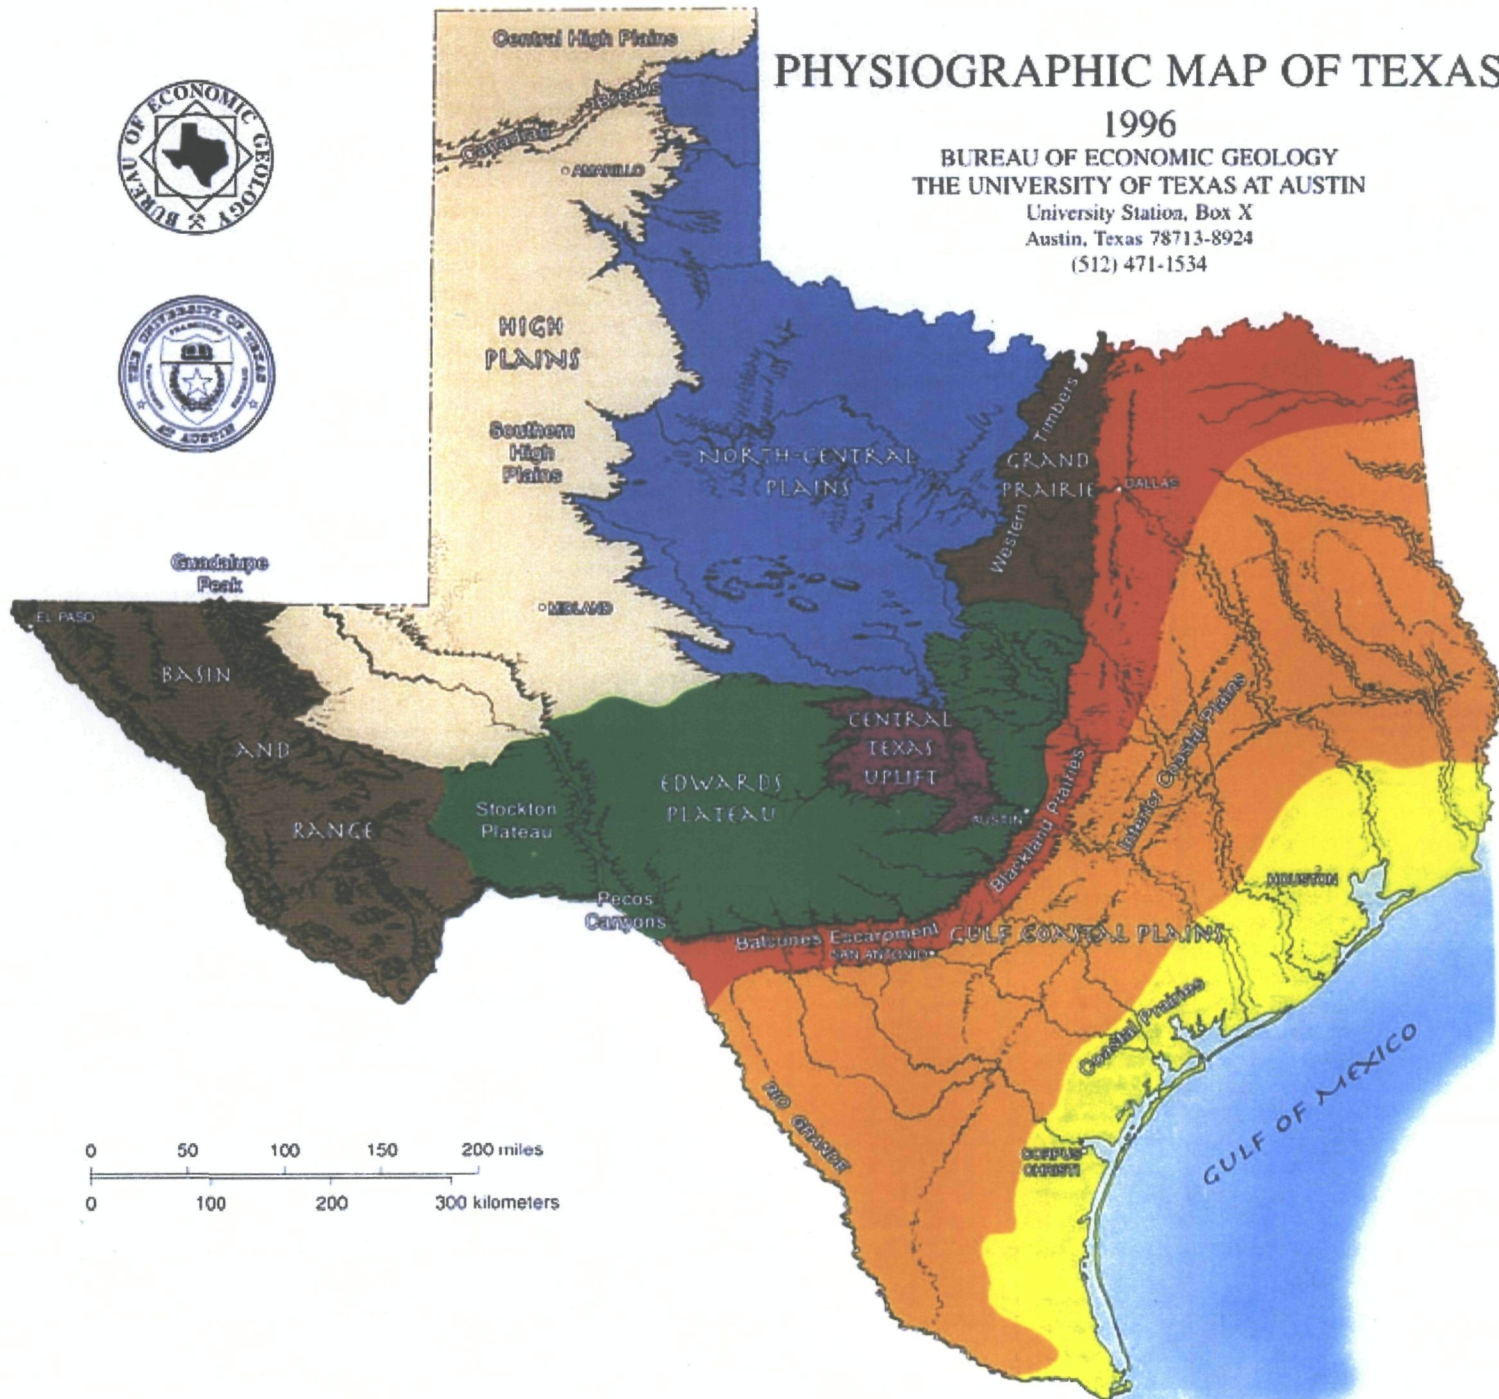 PHYSIOGRAPHIC MAP OF TEXAS
1996
BUREAU OF ECONOMIC GEOLOGY
THE UNIVERSITY OF TEXAS AT AUSTIN
University Station, Box X
Austin, Texas 78713-8924
(512) 471-1534
BUREAU OF ECONOMIC GEOLOGY
THE UNIVERSITY OF TEXAS
Central High Plains
Canadian Breaks
AMARILLO
HIGH
PLAINS
Southern
High
Plains
NORTH-CENTRAL
PLAINS
Western Timbers
GRAND
PRAIRIE
DALLAS
Guadalupe
Peak
EL PASO
MIDLAND
BASIN
AND
RANGE
CENTRAL
TEXAS
UPLIFT
EDWARDS
PLATEAU
Stockton
Plateau
AUSTIN
Blackland Prairies
Interior Coastal Plains
Pecos
Canyons
Balcones Escarpment
SAN ANTONIO
GULF COASTAL PLAINS
HOUSTON
Coastal Prairies
RIO GRANDE
CORPUS
CHRISTI
GULF OF MEXICO
0 50 100 150 200 miles
0 100 200 300 kilometers